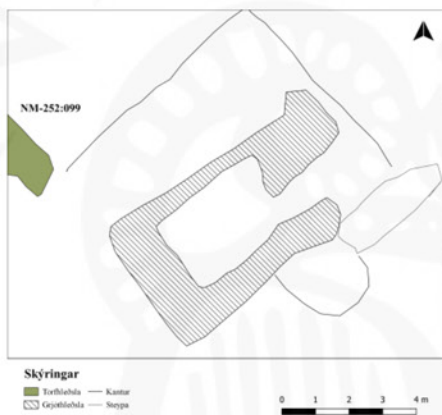 NM-252:099
Skýringar
Torfhleðsla
Kantur
Grjóthleðsla
Steypa
0 1 2 3 4 m